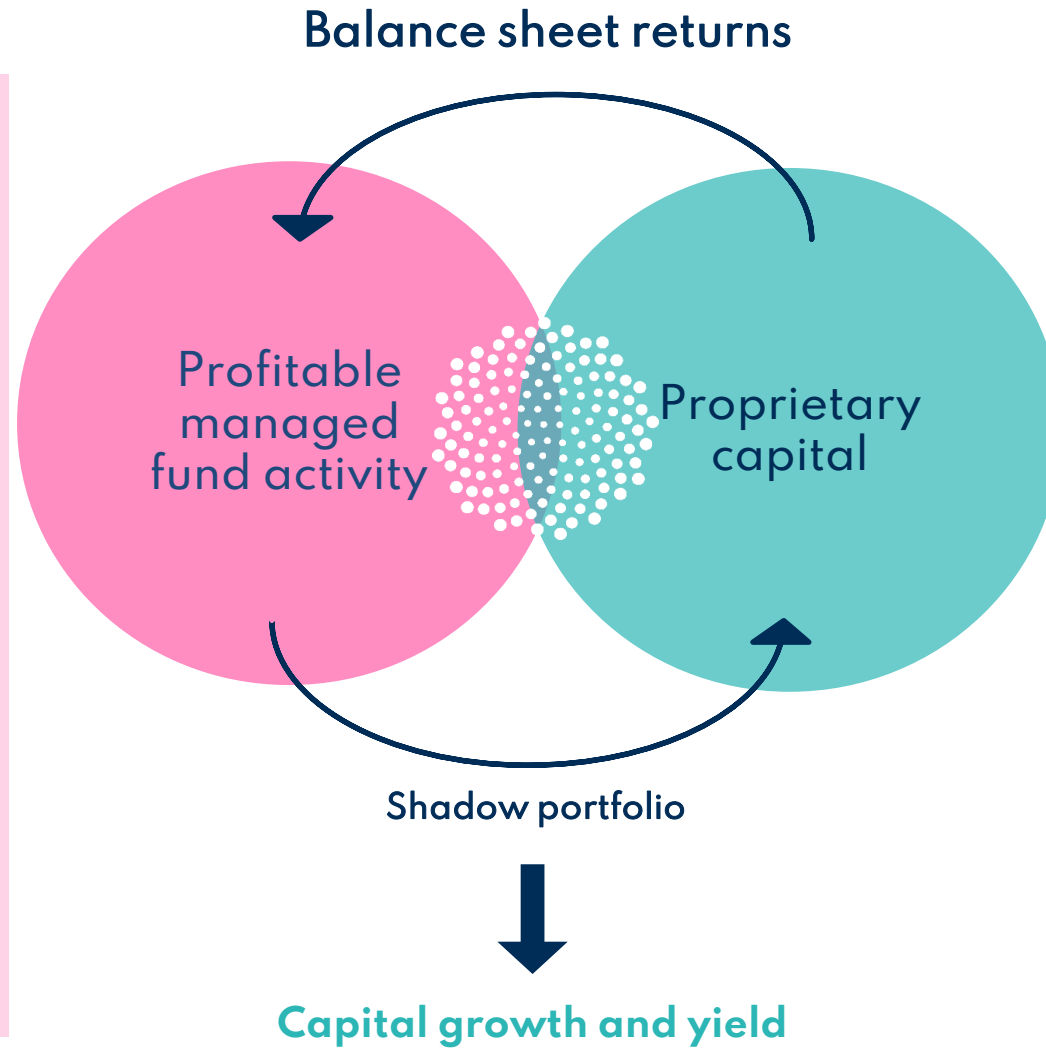 Balance sheet returns
Profitable
managed
fund activity
Proprietary
capital
Shadow portfolio
Capital growth and yield